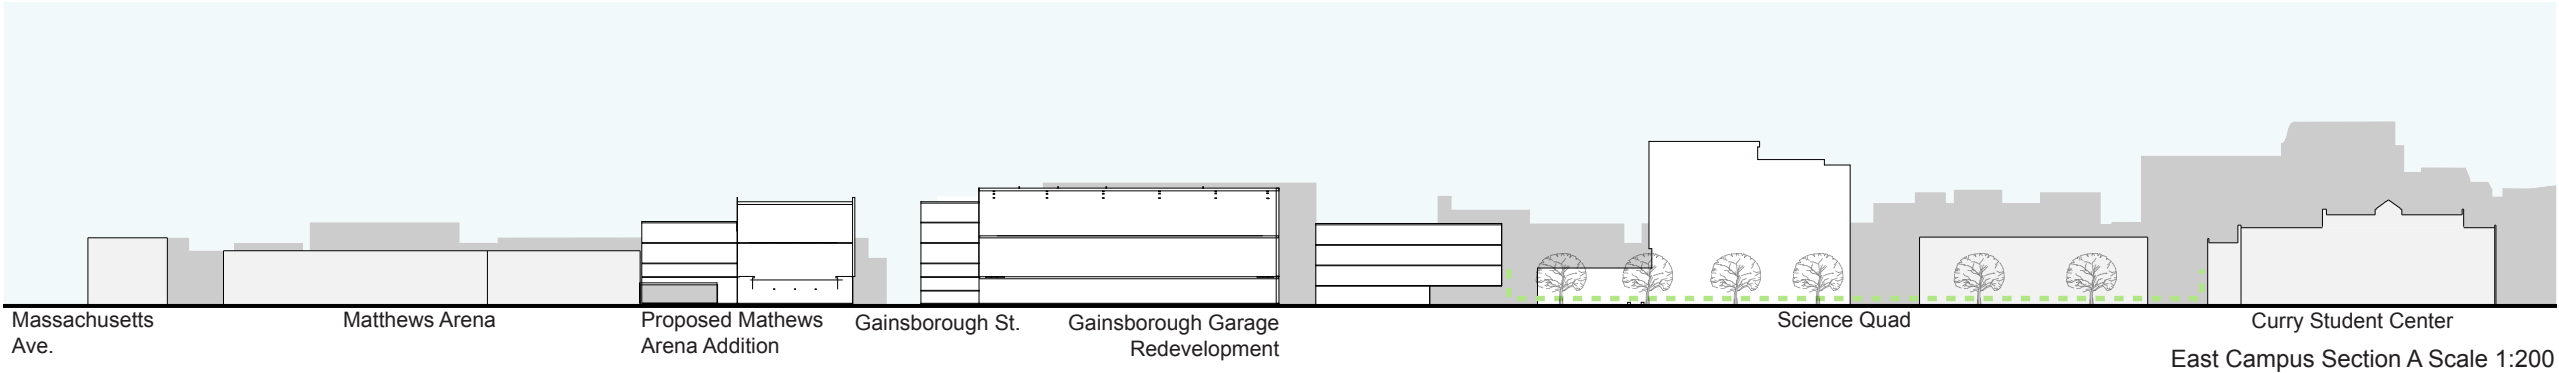 Massachusetts
Ave.
Matthews Arena
Proposed Mathews
Arena Addition
Gainsborough St.
Gainsborough Garage
Redevelopment
Science Quad
Curry Student Center
East Campus Section A Scale 1:200